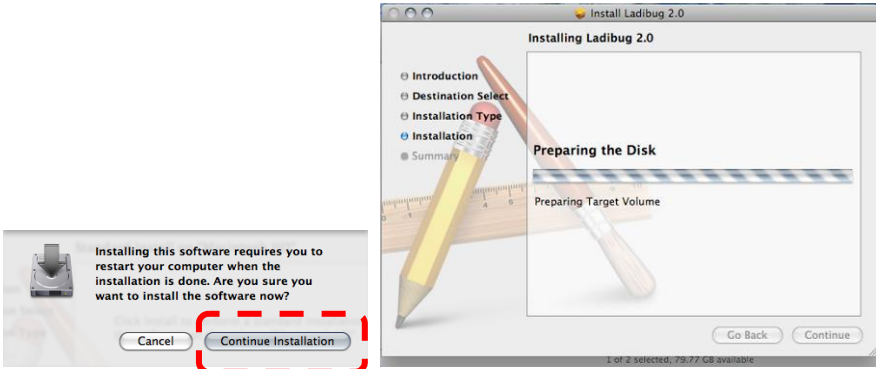 Installing this software requires you to
restart your computer when the
installation is done. Are you sure you
want to install the software now?
Cancel
Continue Installation
Install Ladibug 2.0
Installing Ladibug 2.0
Introduction
Destination Select
Installation Type
Installation
Summary
Preparing the Disk
Preparing Target Volume
Go Back
Continue
1 of 2 selected, 79.77 GB available